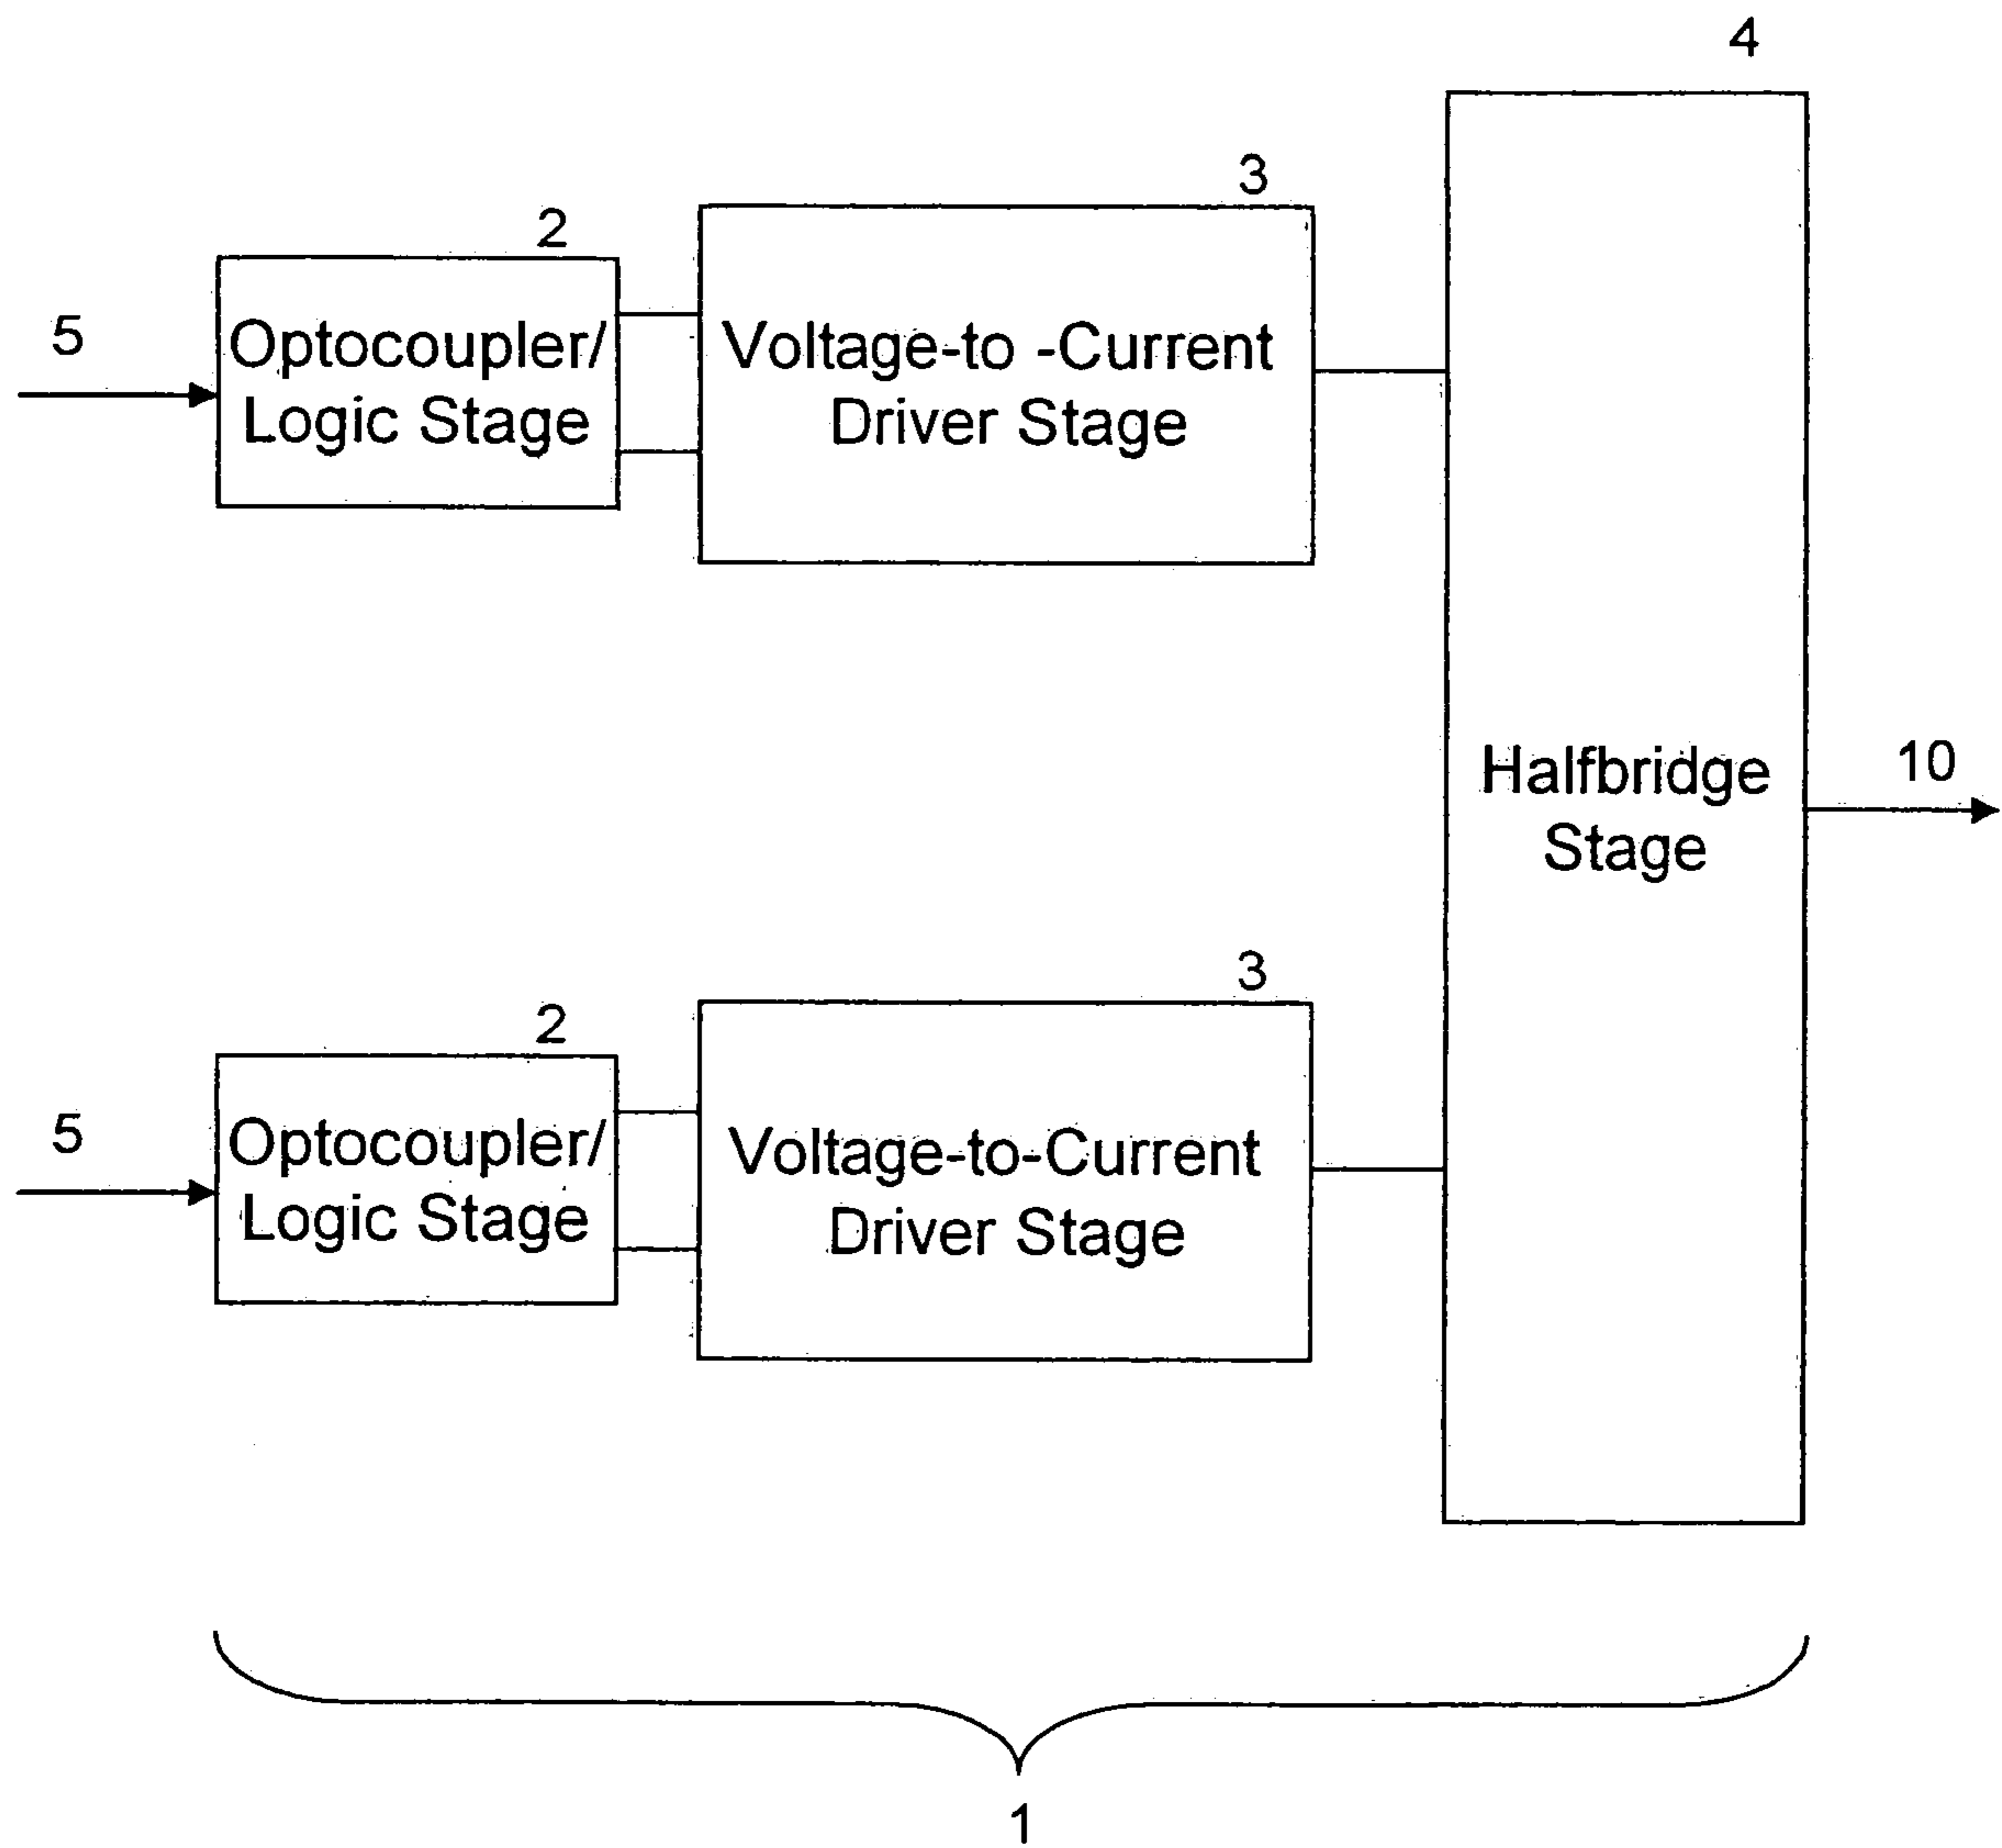 4
3
2
5
Optocoupler/
Logic Stage
Voltage-to -Current
Driver Stage
Halfbridge
Stage
10
3
2
5
Optocoupler/
Logic Stage
Voltage-to-Current
Driver Stage
1